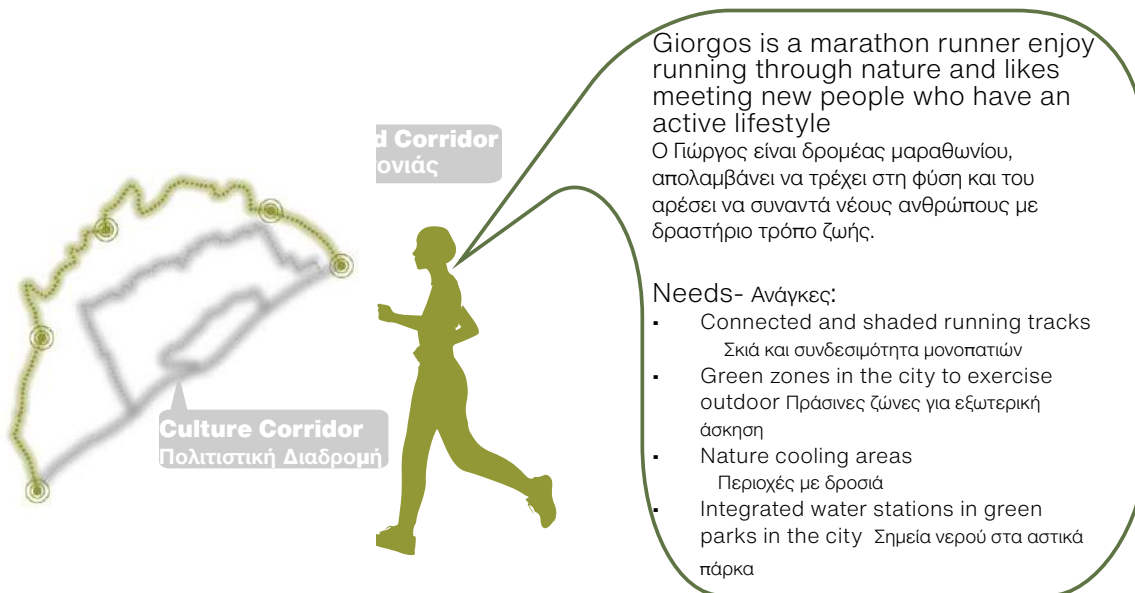 Giorgos is a marathon runner enjoy
running through nature and likes
meeting new people who have an
active lifestyle
Ο Γιώργος είναι δρομέας μαραθωνίου,
απολαμβάνει να τρέχει στη φύση και του
αρέσει να συναντά νέους ανθρώπους με
δραστήριο τρόπο ζωής.
Needs- Ανάγκες:
▪ Connected and shaded running tracks
Σκιά και συνδεσιμότητα μονοπατιών
▪ Green zones in the city to exercise
outdoor Πράσινες ζώνες για εξωτερική
άσκηση
▪ Nature cooling areas
Περιοχές με δροσιά
▪ Integrated water stations in green
parks in the city Σημεία νερού στα αστικά
πάρκα
Corridor
Culture Corridor
Πολιτιστική Διαδρομή